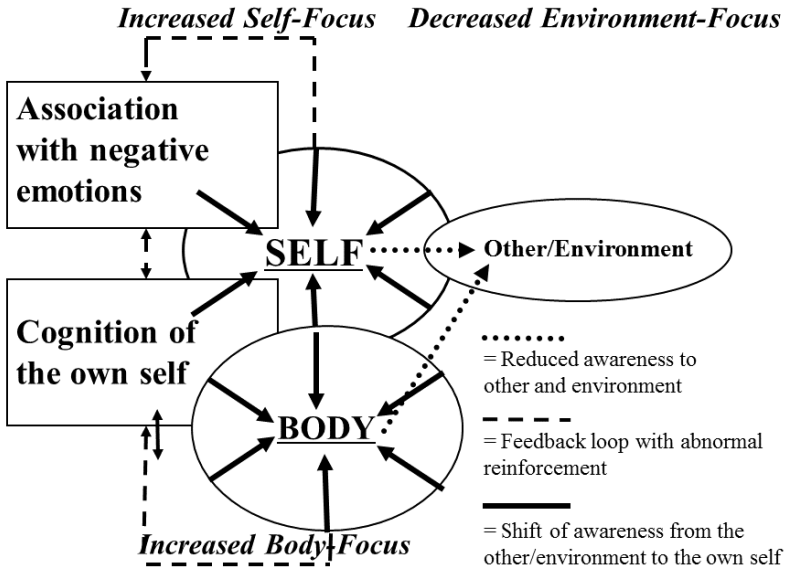 Increased Self-Focus
Decreased Environment-Focus
Association
with negative
emotions
SELF
Other/Environment
Cognition of
the own self
BODY
Increased Body-Focus
= Reduced awareness to
other and environment
= Feedback loop with abnormal
reinforcement
= Shift of awareness from the
other/environment to the own self